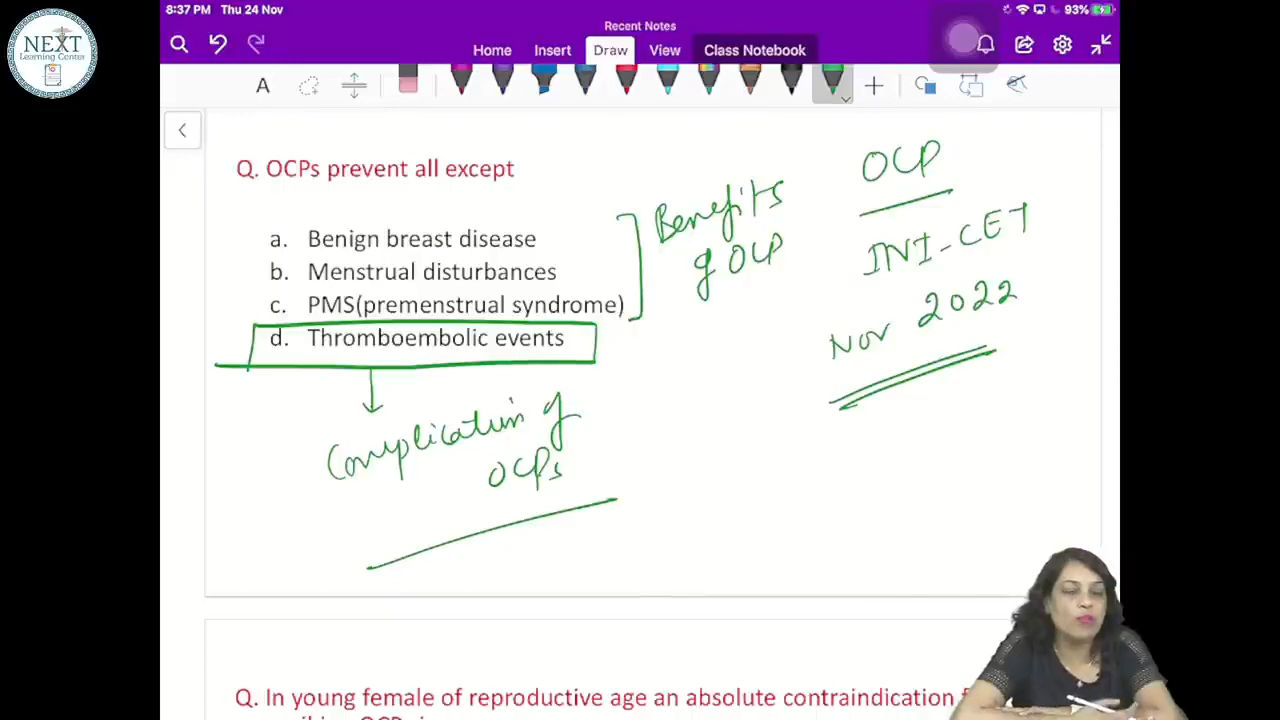 8:37 PM Thu 24 Nov
93%
NEXT
Learning Center
Recent Notes
Home Insert Draw View Class Notebook
A
Q. OCPs prevent all except
a. Benign breast disease
b. Menstrual disturbances
c. PMS(premenstrual syndrome)
d. Thromboembolic events
Benefits
of OCP
OCP
INI-CET
Nov 2022
Complication of
OCPs
Q. In young female of reproductive age an absolute contraindication